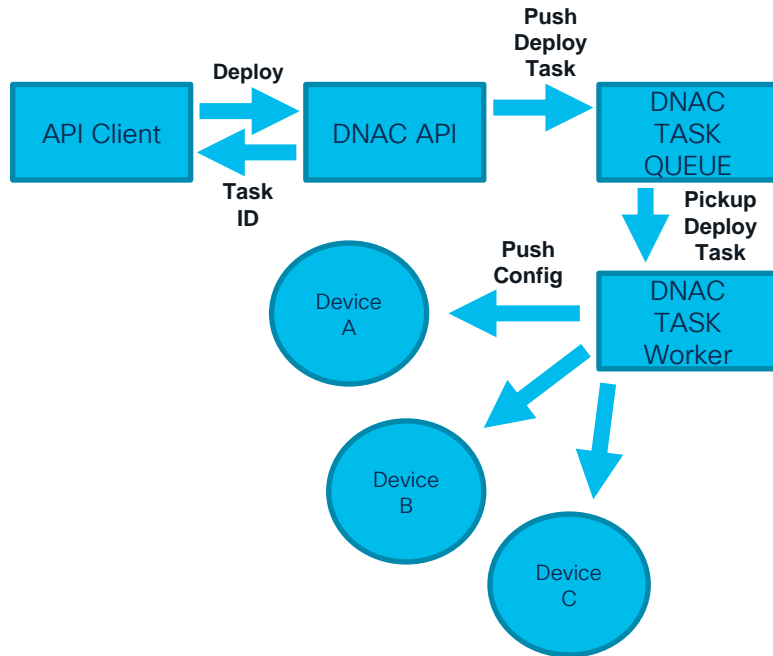 Push
Deploy
Task
Deploy
API Client
DNAC API
DNAC
TASK
QUEUE
Task
ID
Pickup
Deploy
Task
Push
Config
Device
A
DNAC
TASK
Worker
Device
B
Device
C